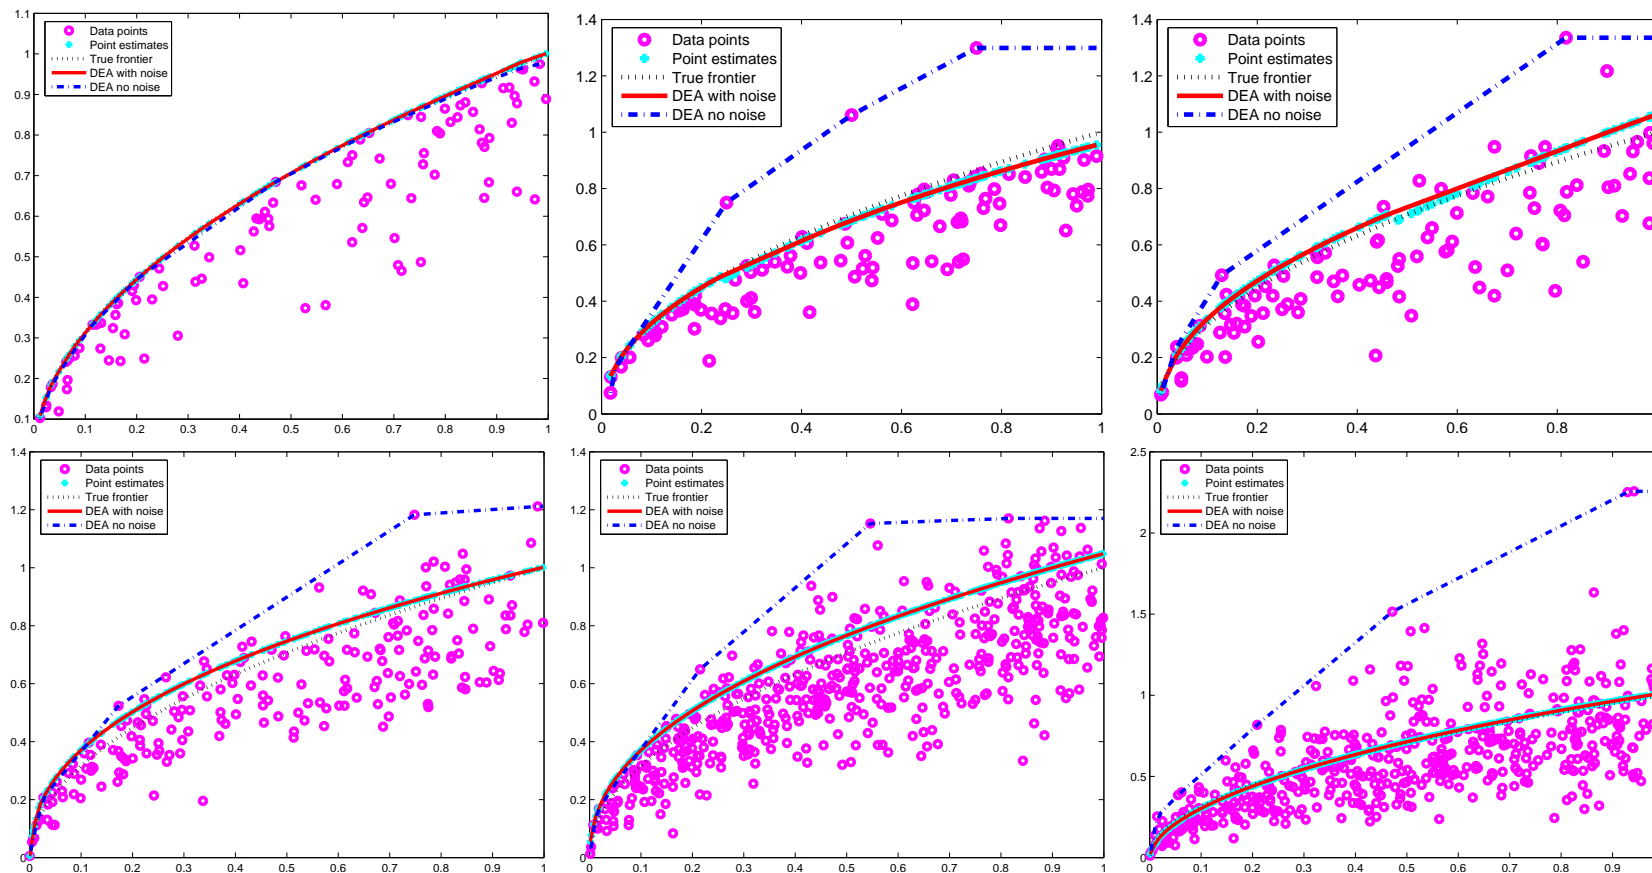 1.1
1
0.9
0.8
0.7
0.6
0.5
0.4
0.3
0.2
0.1
0 0.1 0.2 0.3 0.4 0.5 0.6 0.7 0.8 0.9 1
Data points
Point estimates
True frontier
DEA with noise
DEA no noise
1.4
1.2
1
0.8
0.6
0.4
0.2
0
0 0.2 0.4 0.6 0.8 1
Data points
Point estimates
True frontier
DEA with noise
DEA no noise
1.4
1.2
1
0.8
0.6
0.4
0.2
0
0 0.2 0.4 0.6 0.8
Data points
Point estimates
True frontier
DEA with noise
DEA no noise
1.4
1.2
1
0.8
0.6
0.4
0.2
0
0 0.1 0.2 0.3 0.4 0.5 0.6 0.7 0.8 0.9 1
Data points
Point estimates
True frontier
DEA with noise
DEA no noise
1.4
1.2
1
0.8
0.6
0.4
0.2
0
0 0.1 0.2 0.3 0.4 0.5 0.6 0.7 0.8 0.9 1
Data points
Point estimates
True frontier
DEA with noise
DEA no noise
2.5
2
1.5
1
0.5
0
0 0.1 0.2 0.3 0.4 0.5 0.6 0.7 0.8 0.9
Data points
Point estimates
True frontier
DEA with noise
DEA no noise